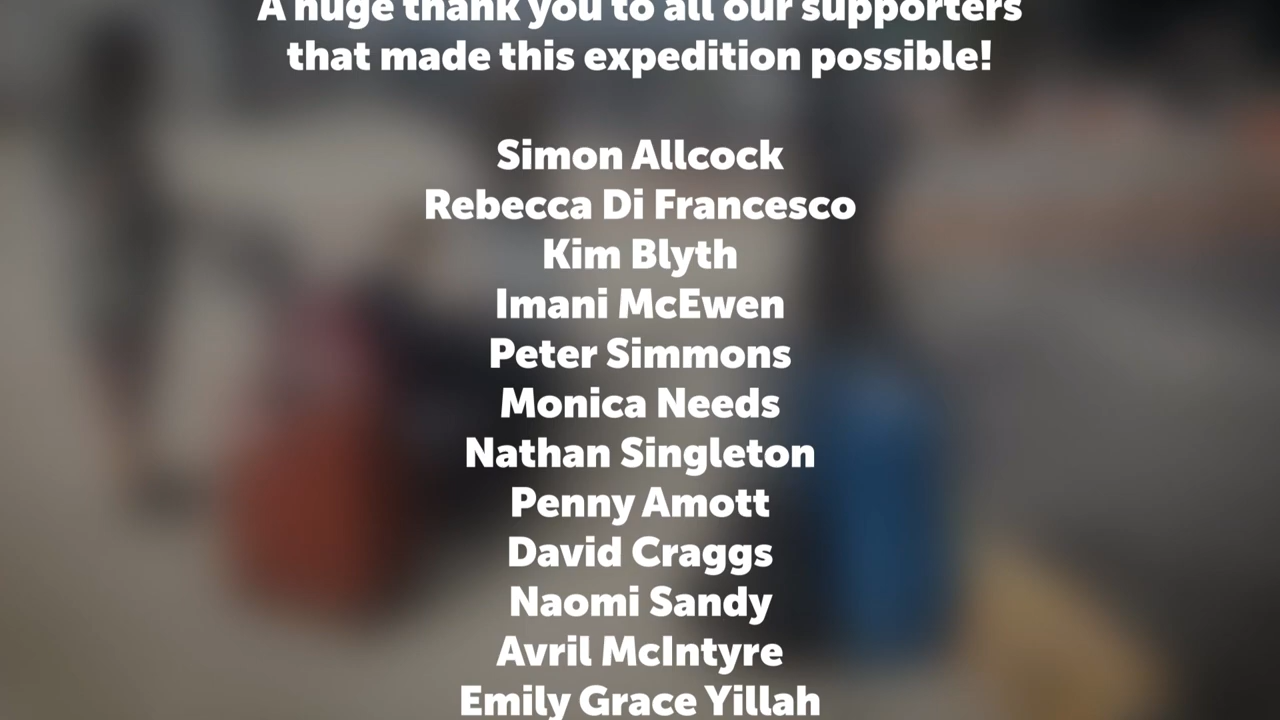 A huge thank you to all our supporters
that made this expedition possible!
Simon Allcock
Rebecca Di Francesco
Kim Blyth
Imani McEwen
Peter Simmons
Monica Needs
Nathan Singleton
Penny Amott
David Craggs
Naomi Sandy
Avril McIntyre
Emily Grace Yillah